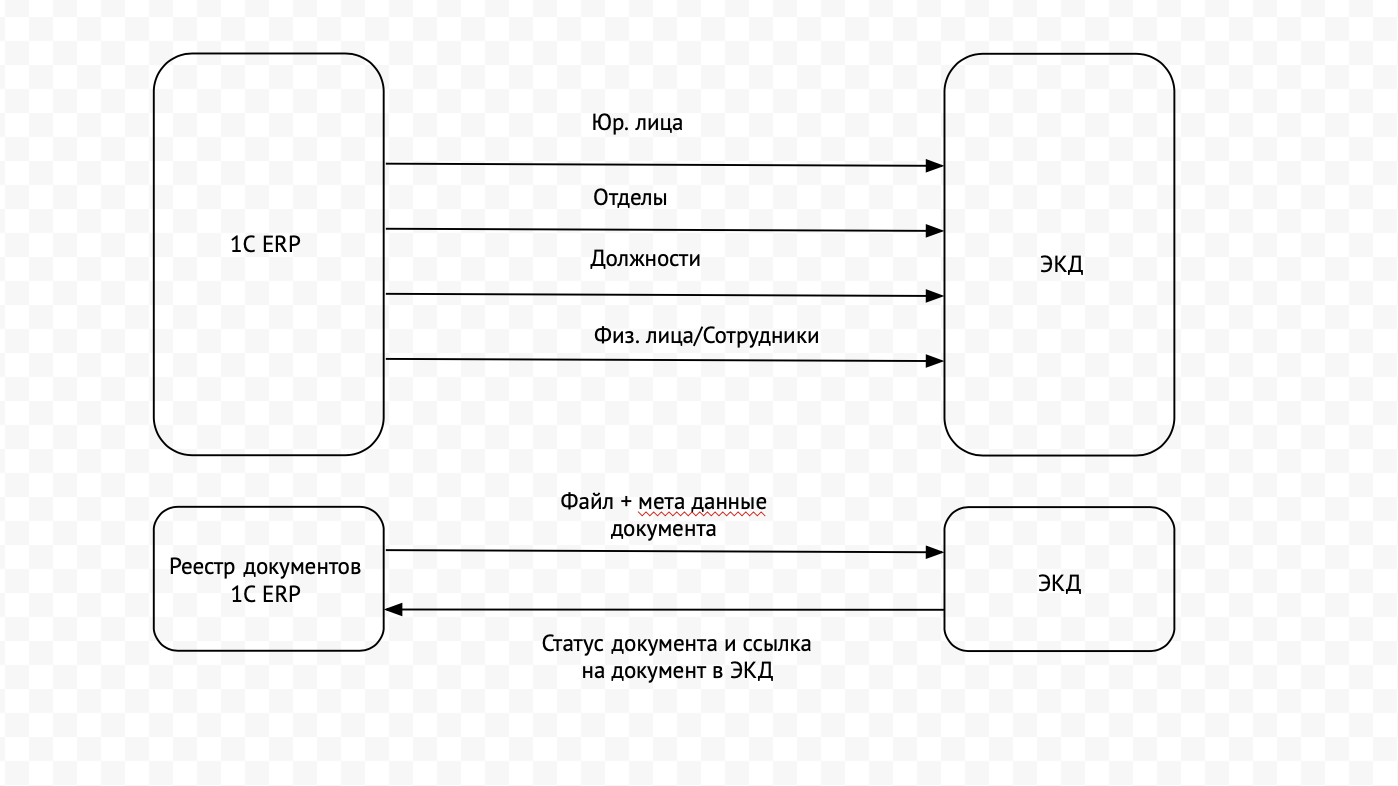 Юр. лица
Отделы
1С ERP
Должности
ЭКД
Физ. лица/Сотрудники
Файл + мета данные
документа
Реестр документов
1С ERP
ЭКД
Статус документа и ссылка
на документ в ЭКД